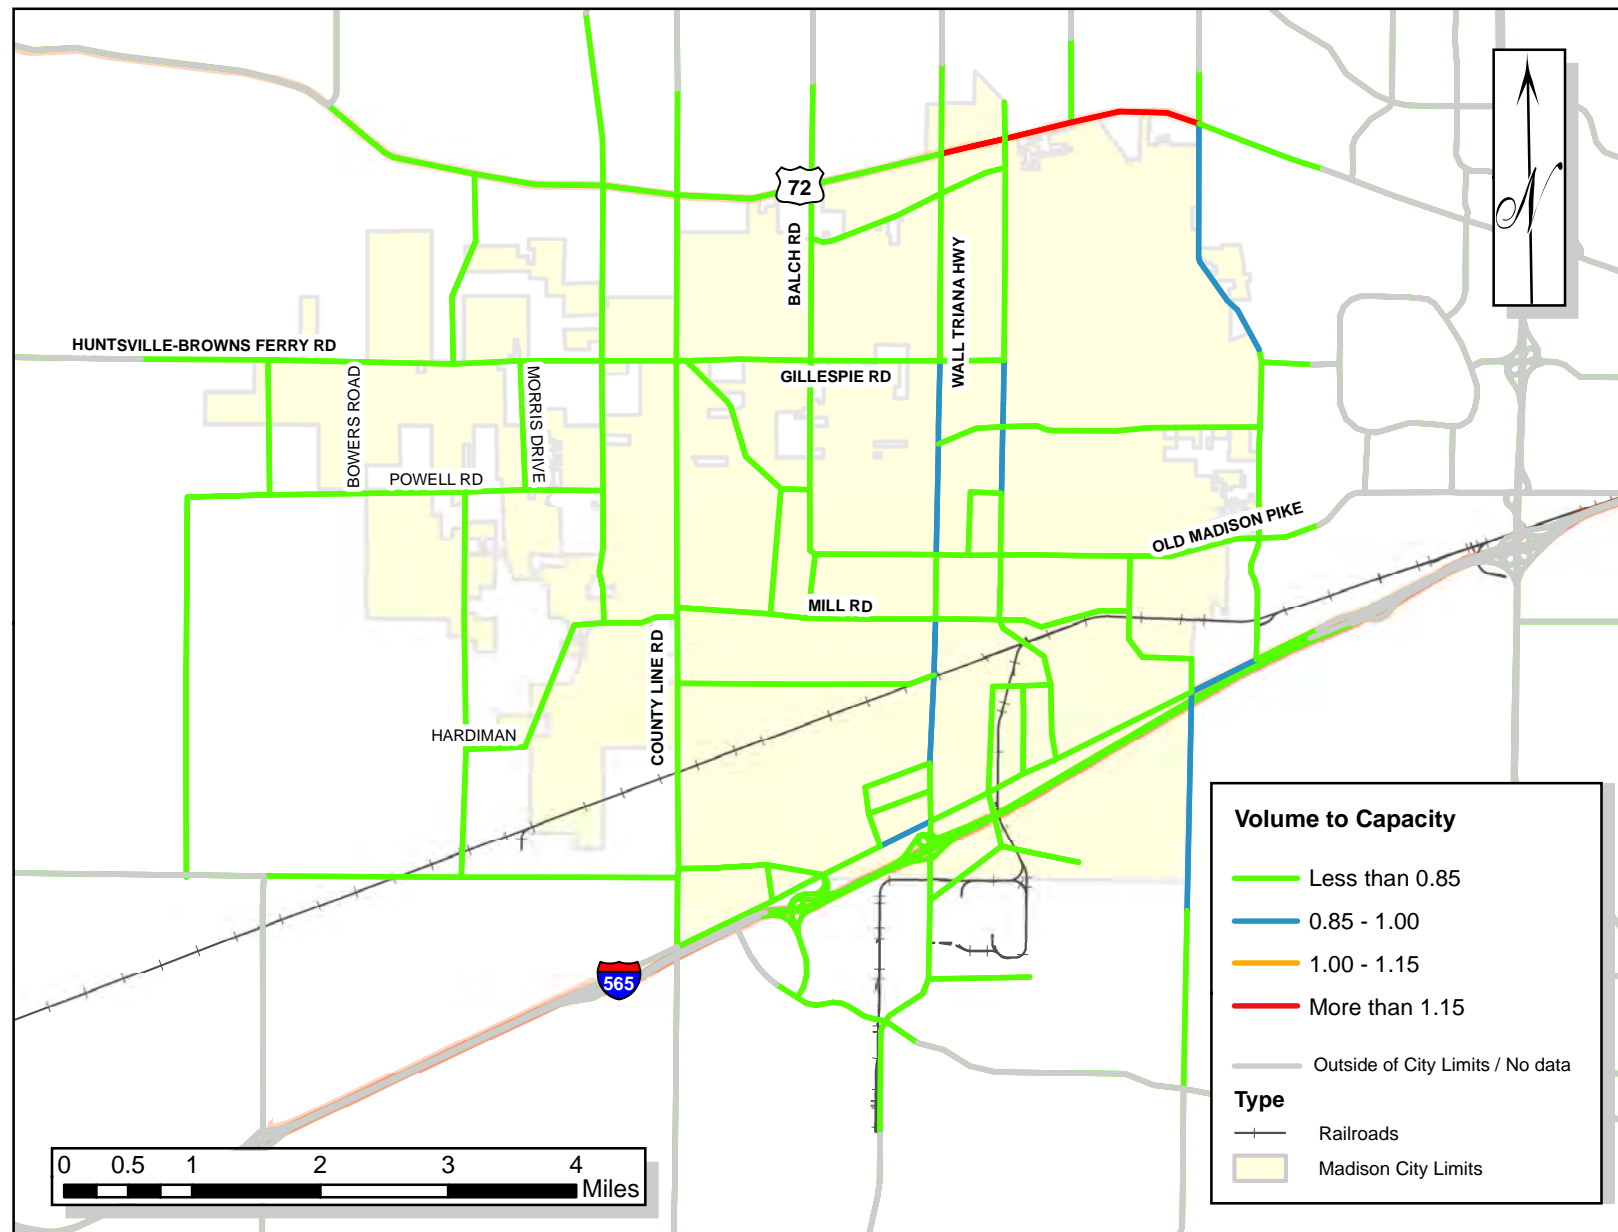 72
BALCH RD
WALL TRIANA HWY
HUNTSVILLE-BROWNS FERRY RD
GILLESPIE RD
BOWERS ROAD
MORRIS DRIVE
POWELL RD
OLD MADISON PIKE
MILL RD
COUNTY LINE RD
HARDIMAN
565
N
Volume to Capacity
Less than 0.85
0.85 - 1.00
1.00 - 1.15
More than 1.15
Outside of City Limits / No data
Type
Railroads
Madison City Limits
0 0.5 1 2 3 4
Miles